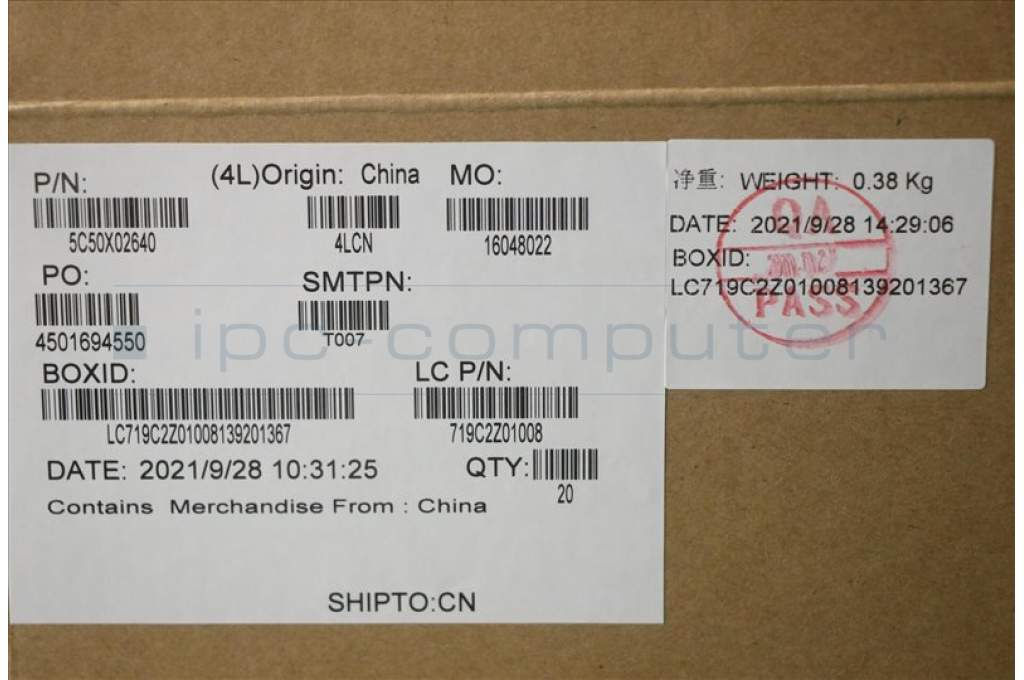 P/N: (4L)Origin: China MO:
5C50X02640 4LCN 16048022
PO: SMTPN:
4501694550 T007
BOXID: LC P/N:
LC719C2Z01008139201367 719C2Z01008
DATE: 2021/9/28 10:31:25 QTY:
20
Contains Merchandise From : China
SHIPTO:CN
净重: WEIGHT: 0.38 Kg
DATE: 2021/9/28 14:29:06
BOXID:
LC719C2Z01008139201367
QA
PASS
ipc-computer